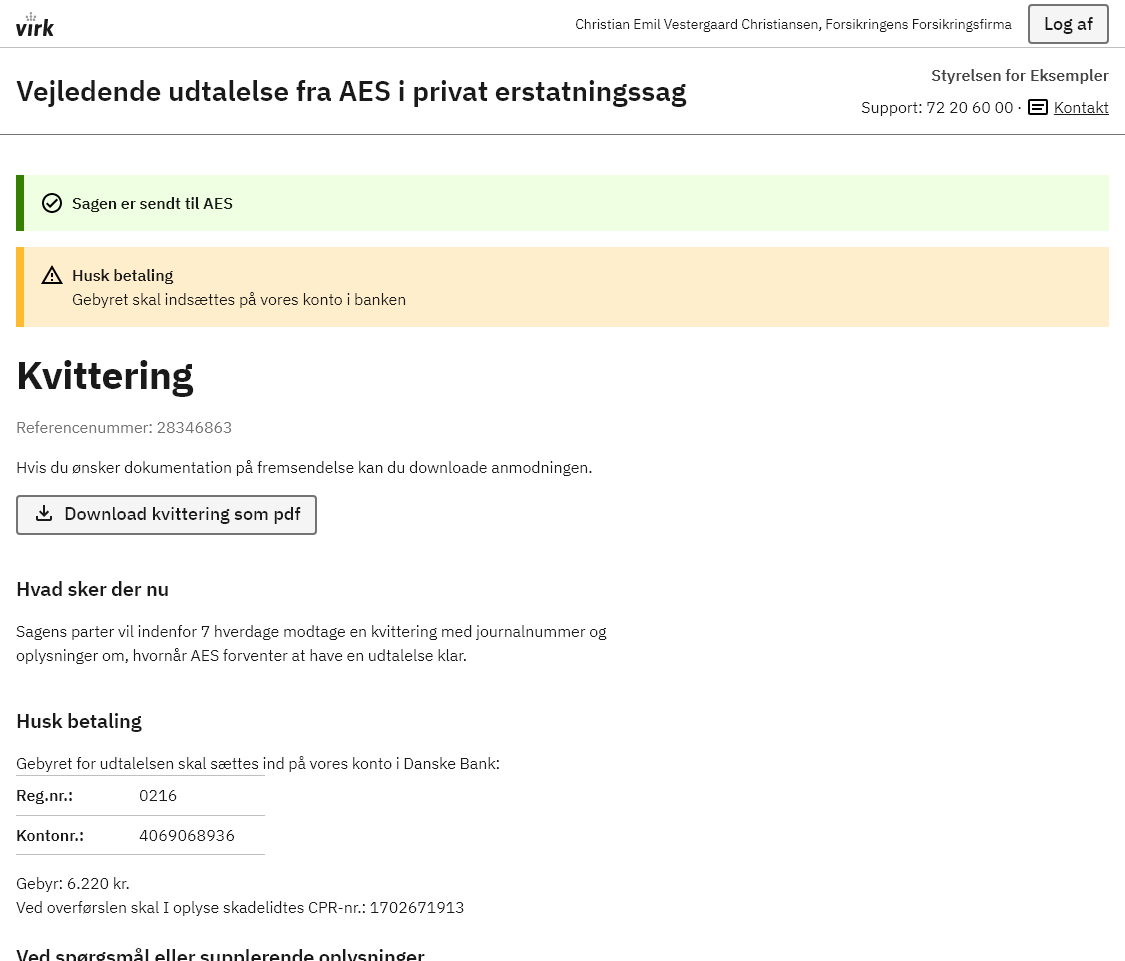 virk
Christian Emil Vestergaard Christiansen, Forsikringens Forsikringsfirma
Log af
Vejledende udtalelse fra AES i privat erstatningssag
Styrelsen for Eksempler
Support: 72 20 60 00 · Kontakt
Sagen er sendt til AES
Husk betaling
Gebyret skal indsættes på vores konto i banken
Kvittering
Referencenummer: 28346863
Hvis du ønsker dokumentation på fremsendelse kan du downloade anmodningen.
Download kvittering som pdf
Hvad sker der nu
Sagens parter vil indenfor 7 hverdage modtage en kvittering med journalnummer og
oplysninger om, hvornår AES forventer at have en udtalelse klar.
Husk betaling
Gebyret for udtalelsen skal sættes ind på vores konto i Danske Bank:
Reg.nr.: 0216
Kontonr.: 4069068936
Gebyr: 6.220 kr.
Ved overførslen skal I oplyse skadelidtes CPR-nr.: 1702671913
Ved spørgsmål eller supplerende oplysninger